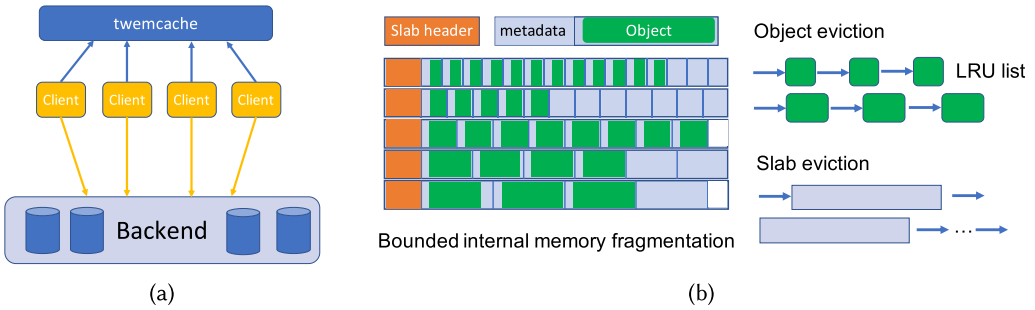 twemcache
Client
Client
Client
Client
Backend
(a)
Slab header
metadata
Object
Bounded internal memory fragmentation
Object eviction
LRU list
Slab eviction
...
(b)